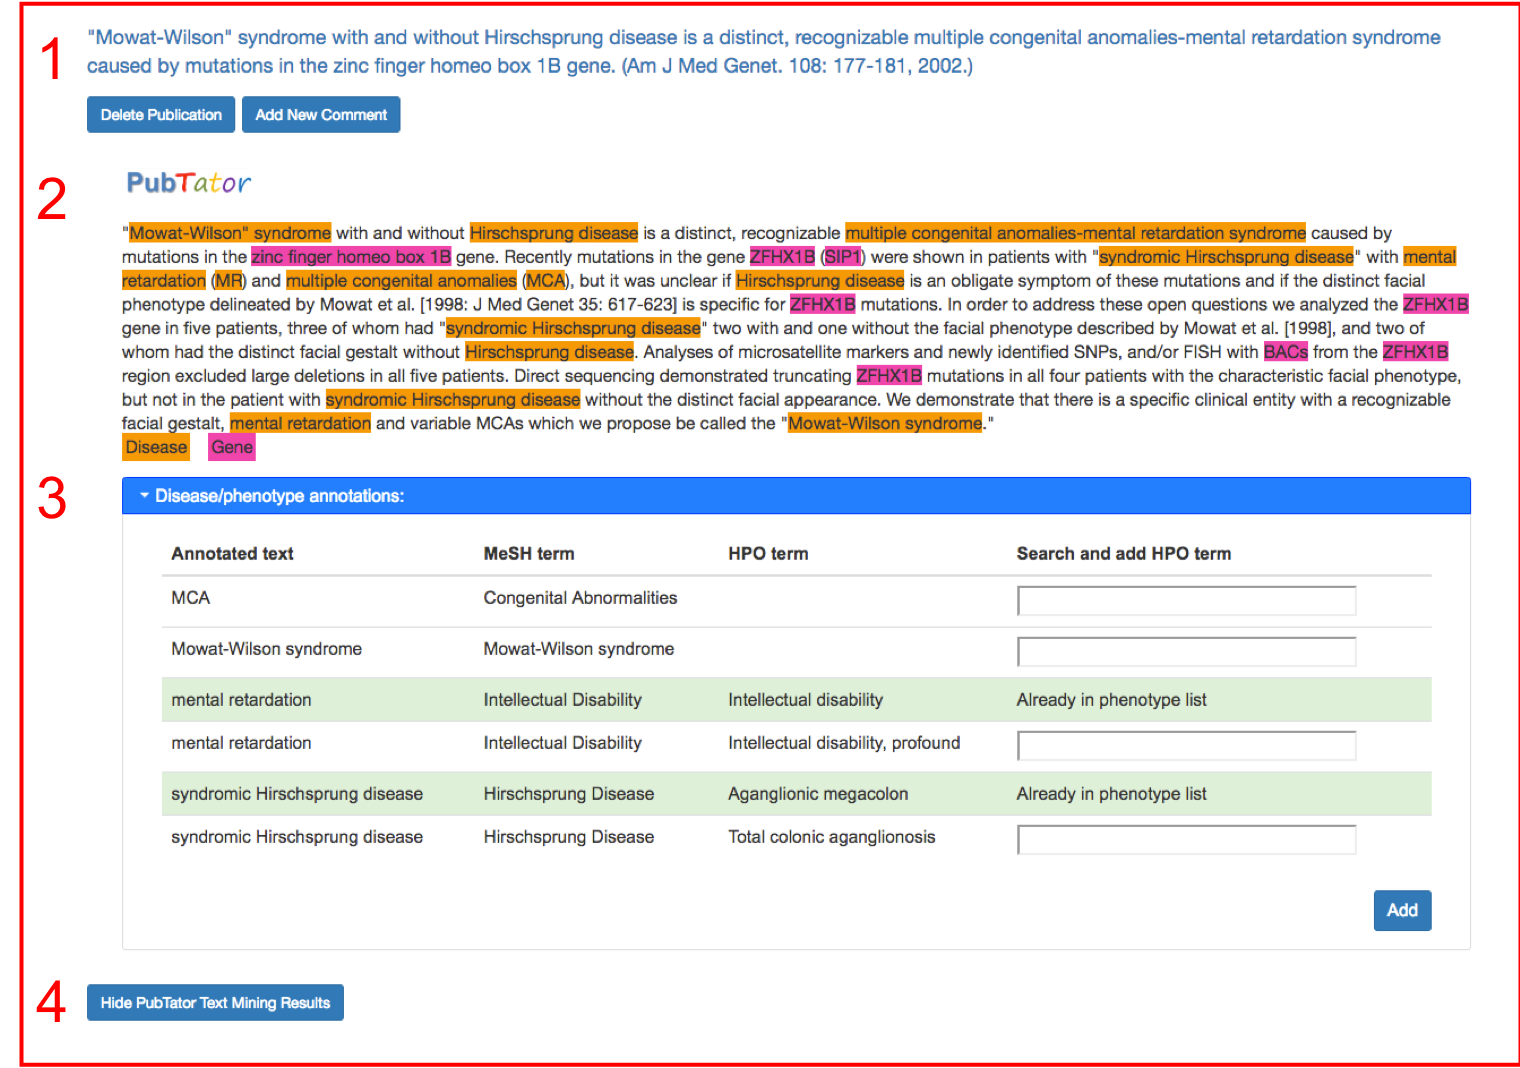 1
"Mowat-Wilson" syndrome with and without Hirschsprung disease is a distinct, recognizable multiple congenital anomalies-mental retardation syndrome
caused by mutations in the zinc finger homeo box 1B gene. (Am J Med Genet. 108: 177-181, 2002.)
Delete Publication Add New Comment
2
PubTator
"Mowat-Wilson" syndrome with and without Hirschsprung disease is a distinct, recognizable multiple congenital anomalies-mental retardation syndrome caused by
mutations in the zinc finger homeo box 1B gene. Recently mutations in the gene ZFHX1B (SIP1) were shown in patients with "syndromic Hirschsprung disease" with mental
retardation (MR) and multiple congenital anomalies (MCA), but it was unclear if Hirschsprung disease is an obligate symptom of these mutations and if the distinct facial
phenotype delineated by Mowat et al. [1998: J Med Genet 35: 617-623] is specific for ZFHX1B mutations. In order to address these open questions we analyzed the ZFHX1B
gene in five patients, three of whom had "syndromic Hirschsprung disease" two with and one without the facial phenotype described by Mowat et al. [1998], and two of
whom had the distinct facial gestalt without Hirschsprung disease. Analyses of microsatellite markers and newly identified SNPs, and/or FISH with BACs from the ZFHX1B
region excluded large deletions in all five patients. Direct sequencing demonstrated truncating ZFHX1B mutations in all four patients with the characteristic facial phenotype,
but not in the patient with syndromic Hirschsprung disease without the distinct facial appearance. We demonstrate that there is a specific clinical entity with a recognizable
facial gestalt, mental retardation and variable MCAs which we propose be called the "Mowat-Wilson syndrome."
Disease Gene
3
Disease/phenotype annotations:
Annotated text MeSH term HPO term Search and add HPO term
MCA Congenital Abnormalities
Mowat-Wilson syndrome Mowat-Wilson syndrome
mental retardation Intellectual Disability Intellectual disability Already in phenotype list
mental retardation Intellectual Disability Intellectual disability, profound
syndromic Hirschsprung disease Hirschsprung Disease Aganglionic megacolon Already in phenotype list
syndromic Hirschsprung disease Hirschsprung Disease Total colonic aganglionosis
Add
4
Hide PubTator Text Mining Results